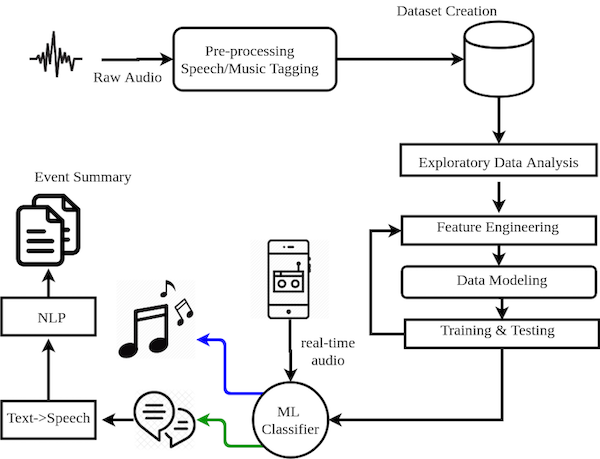 Dataset Creation
Raw Audio
Pre-processing
Speech/Music Tagging
Exploratory Data Analysis
Event Summary
Feature Engineering
Data Modeling
NLP
Training & Testing
real-time
audio
Text->Speech
ML
Classifier